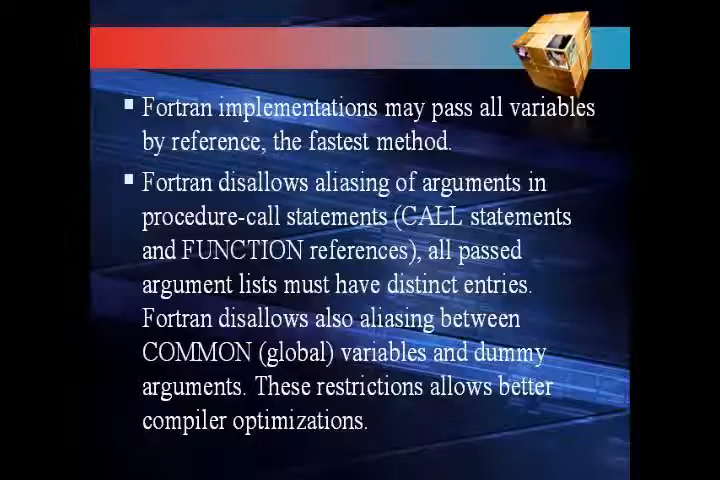 Fortran implementations may pass all variables
by reference, the fastest method.
Fortran disallows aliasing of arguments in
procedure-call statements (CALL statements
and FUNCTION references), all passed
argument lists must have distinct entries.
Fortran disallows also aliasing between
COMMON (global) variables and dummy
arguments. These restrictions allows better
compiler optimizations.